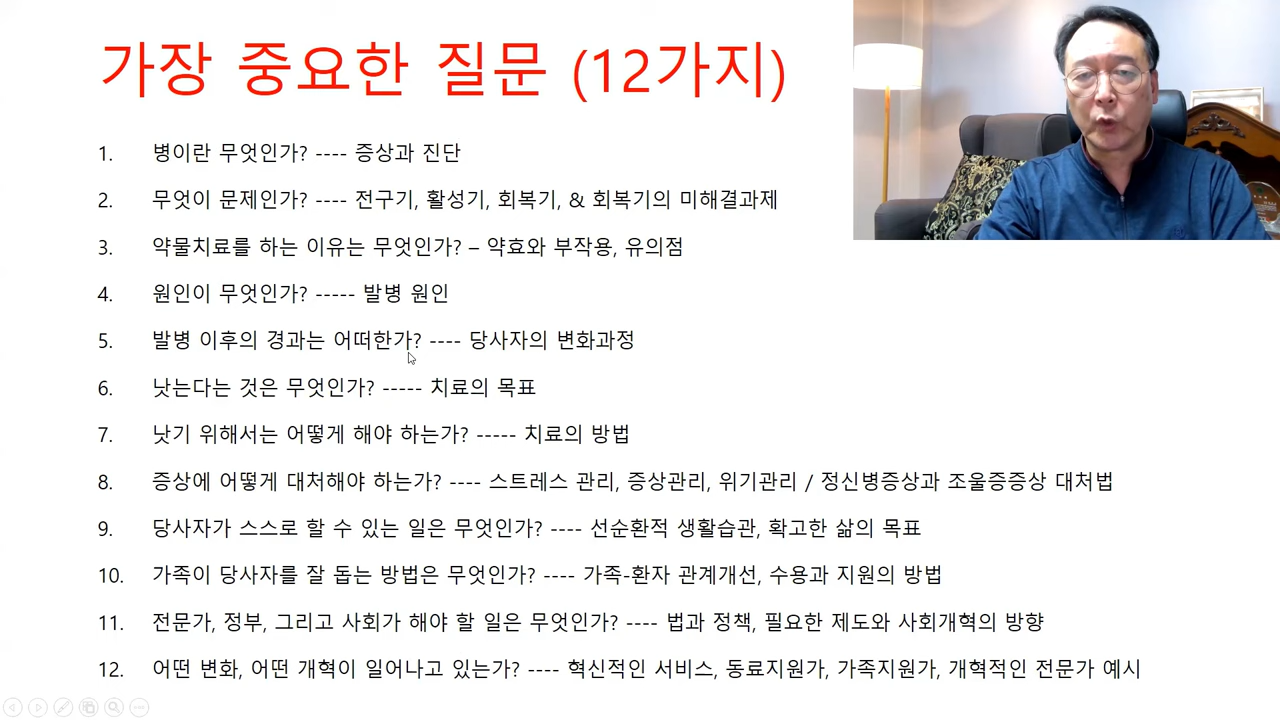 가장 중요한 질문 (12가지)
1. 병이란 무엇인가? ---- 증상과 진단
2. 무엇이 문제인가? ---- 전구기, 활성기, 회복기, & 회복기의 미해결과제
3. 약물치료를 하는 이유는 무엇인가? – 약효와 부작용, 유의점
4. 원인이 무엇인가? ----- 발병 원인
5. 발병 이후의 경과는 어떠한가? ---- 당사자의 변화과정
6. 낫는다는 것은 무엇인가? ----- 치료의 목표
7. 낫기 위해서는 어떻게 해야 하는가? ----- 치료의 방법
8. 증상에 어떻게 대처해야 하는가? ---- 스트레스 관리, 증상관리, 위기관리 / 정신병증상과 조울증증상 대처법
9. 당사자가 스스로 할 수 있는 일은 무엇인가? ---- 선순환적 생활습관, 확고한 삶의 목표
10. 가족이 당사자를 잘 돕는 방법은 무엇인가? ---- 가족-환자 관계개선, 수용과 지원의 방법
11. 전문가, 정부, 그리고 사회가 해야 할 일은 무엇인가? ---- 법과 정책, 필요한 제도와 사회개혁의 방향
12. 어떤 변화, 어떤 개혁이 일어나고 있는가? ---- 혁신적인 서비스, 동료지원가, 가족지원가, 개혁적인 전문가 예시